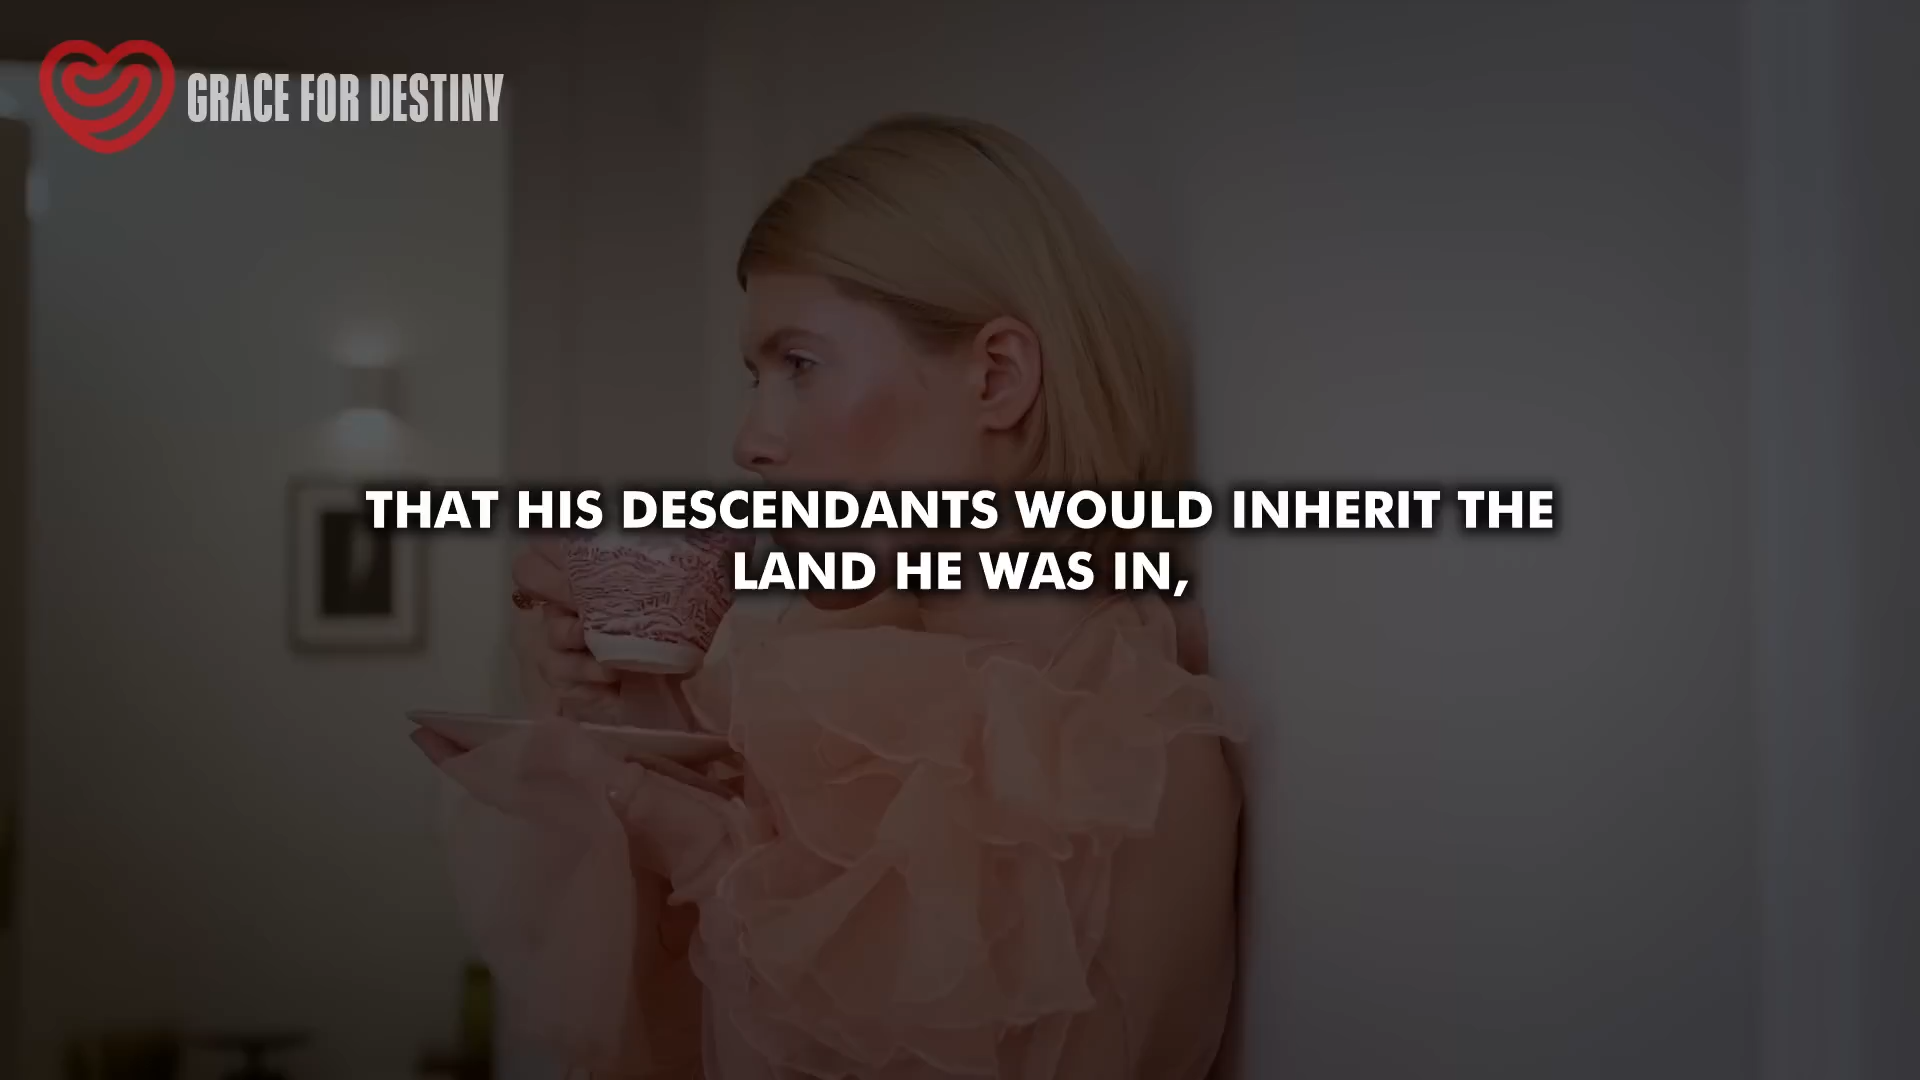 GRACE FOR DESTINY
THAT HIS DESCENDANTS WOULD INHERIT THE
LAND HE WAS IN,